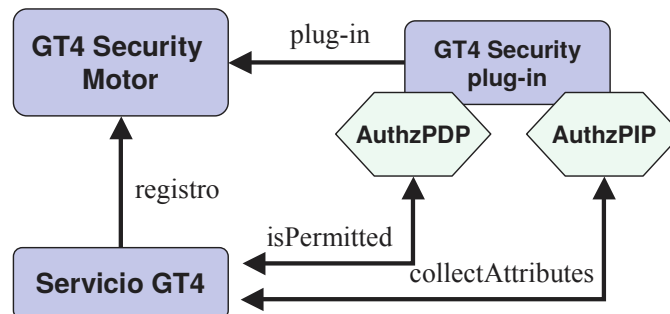 plug-in
GT4 Security
Motor
GT4 Security
plug-in
AuthzPDP
AuthzPIP
registro
isPermitted
collectAttributes
Servicio GT4